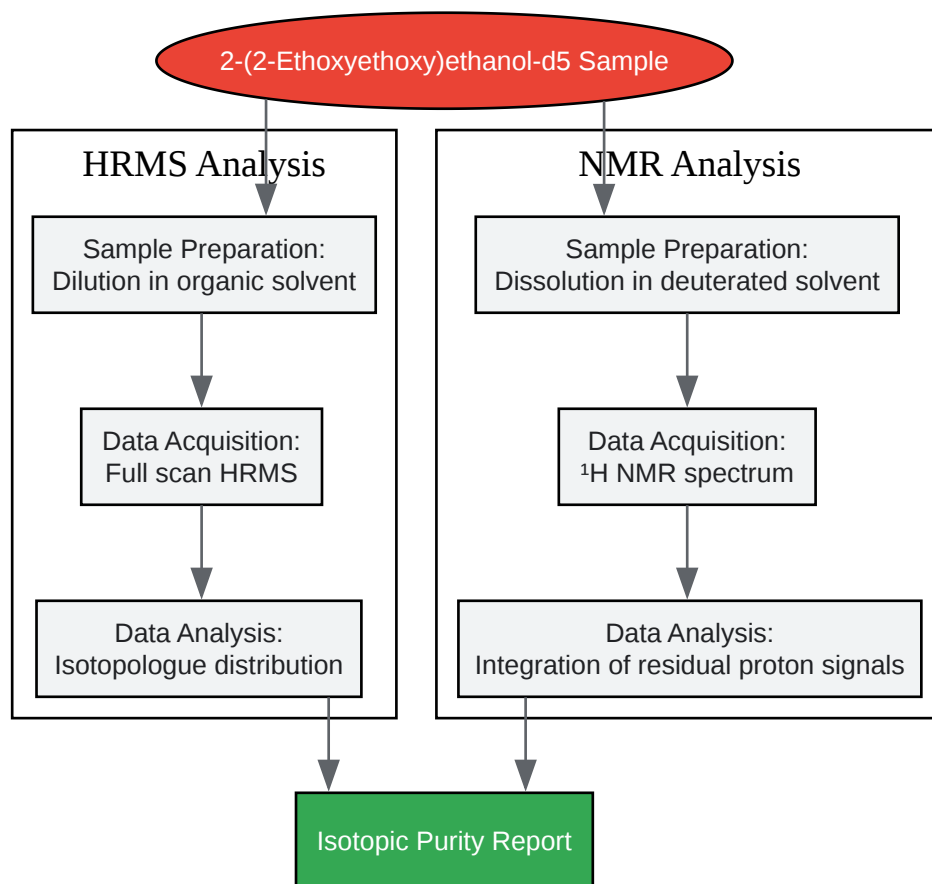 2-(2-Ethoxyethoxy)ethanol-d5 Sample
HRMS Analysis
Sample Preparation:
Dilution in organic solvent
Data Acquisition:
Full scan HRMS
Data Analysis:
Isotopologue distribution
NMR Analysis
Sample Preparation:
Dissolution in deuterated solvent
Data Acquisition:
¹H NMR spectrum
Data Analysis:
Integration of residual proton signals
Isotopic Purity Report